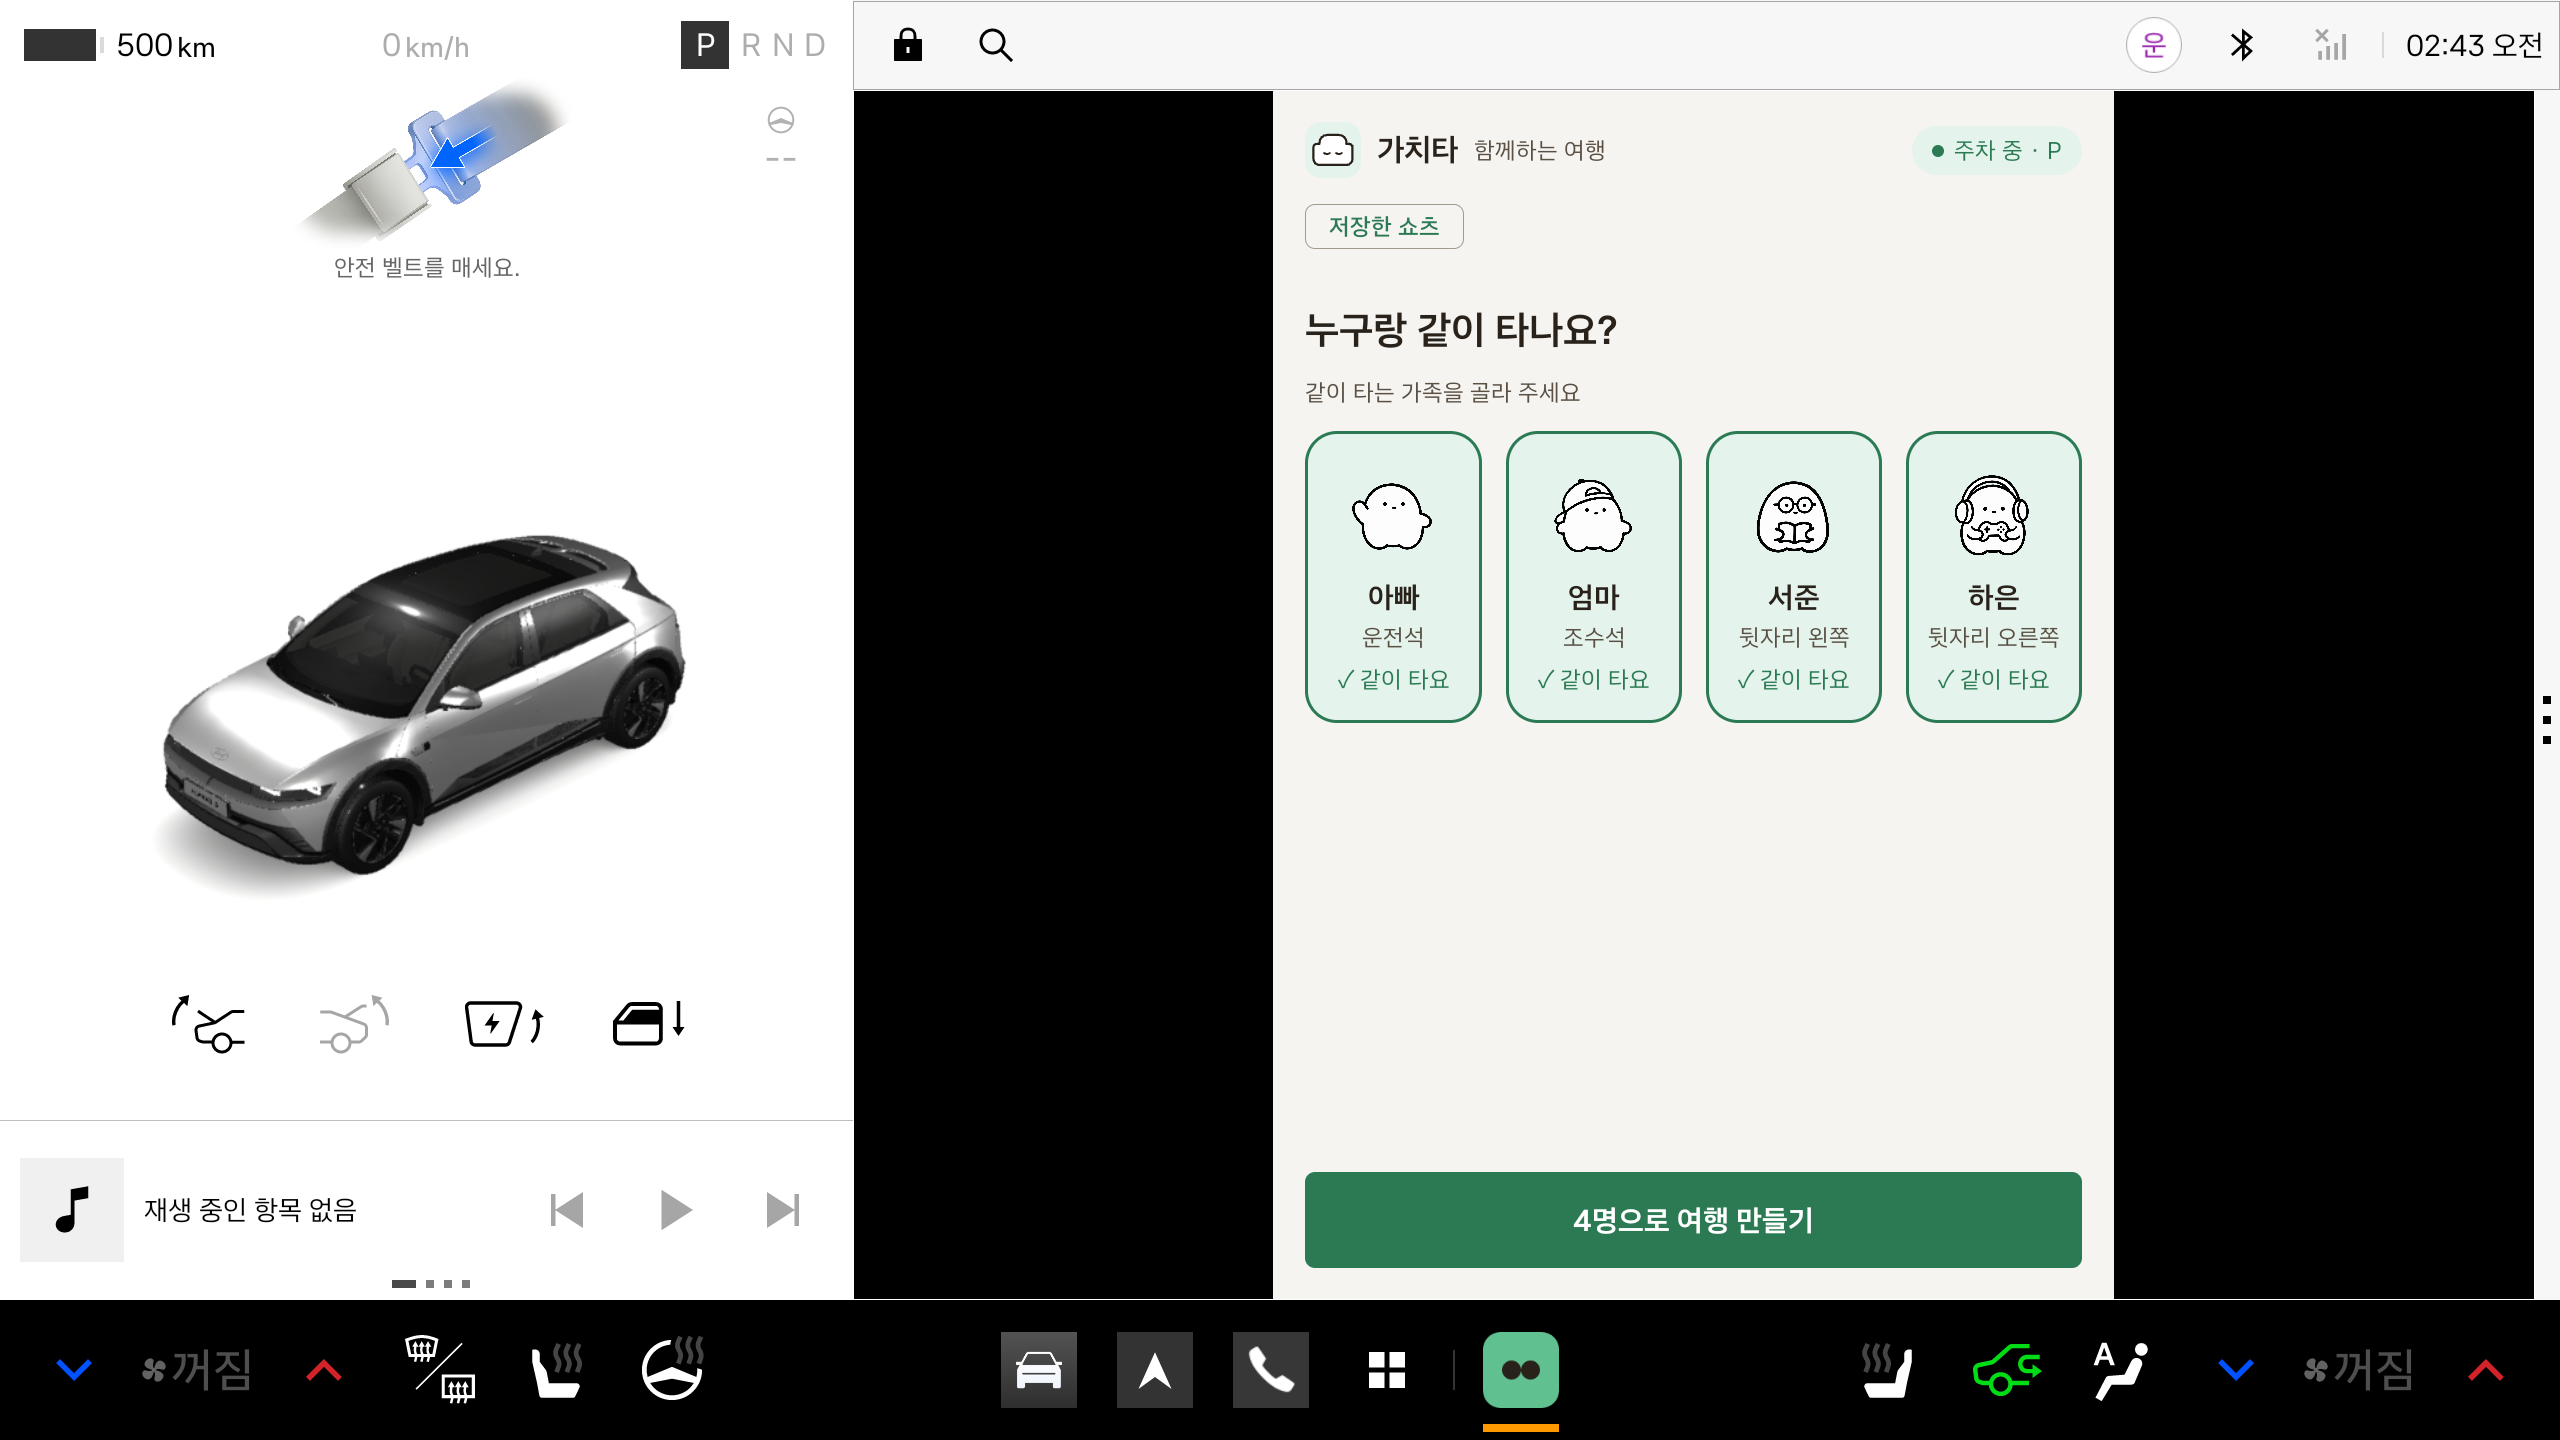 500 km
0 km/h
P R N D
안전 벨트를 매세요.
재생 중인 항목 없음
운
02:43 오전
가치타 함께하는 여행
주차 중 · P
저장한 쇼츠
누구랑 같이 타나요?
같이 타는 가족을 골라 주세요
아빠
운전석
✓ 같이 타요
엄마
조수석
✓ 같이 타요
서준
뒷자리 왼쪽
✓ 같이 타요
하은
뒷자리 오른쪽
✓ 같이 타요
4명으로 여행 만들기
꺼짐
A
꺼짐